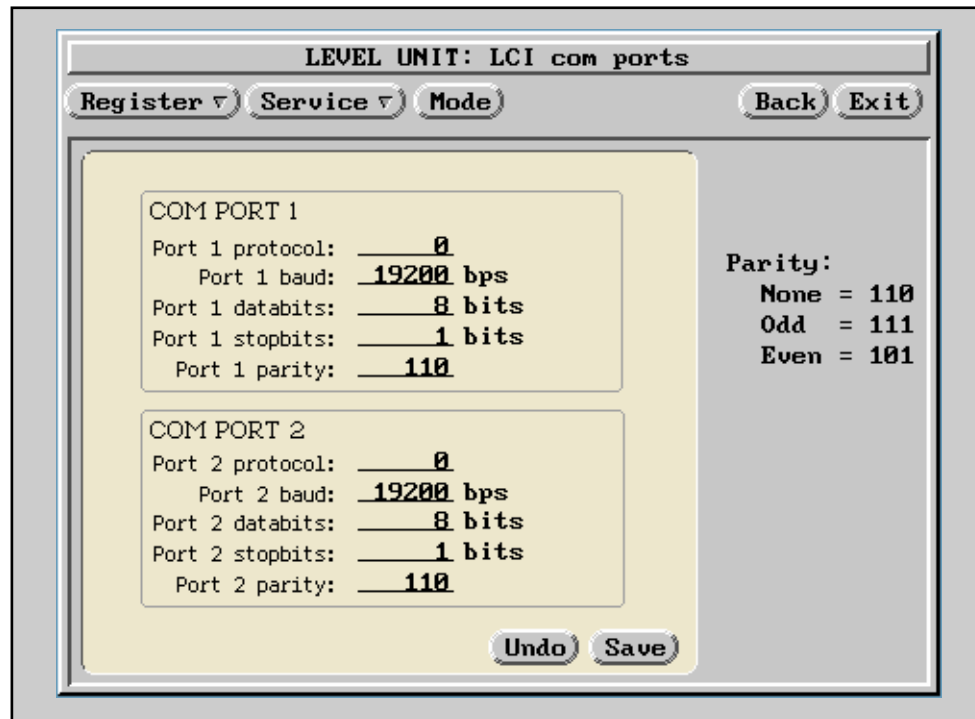 LEVEL UNIT: LCI com ports
Register ▿ Service ▿ Mode Back Exit
COM PORT 1
Port 1 protocol: 0
Port 1 baud: 19200 bps
Port 1 databits: 8 bits
Port 1 stopbits: 1 bits
Port 1 parity: 110
COM PORT 2
Port 2 protocol: 0
Port 2 baud: 19200 bps
Port 2 databits: 8 bits
Port 2 stopbits: 1 bits
Port 2 parity: 110
Undo Save
Parity:
None = 110
Odd = 111
Even = 101